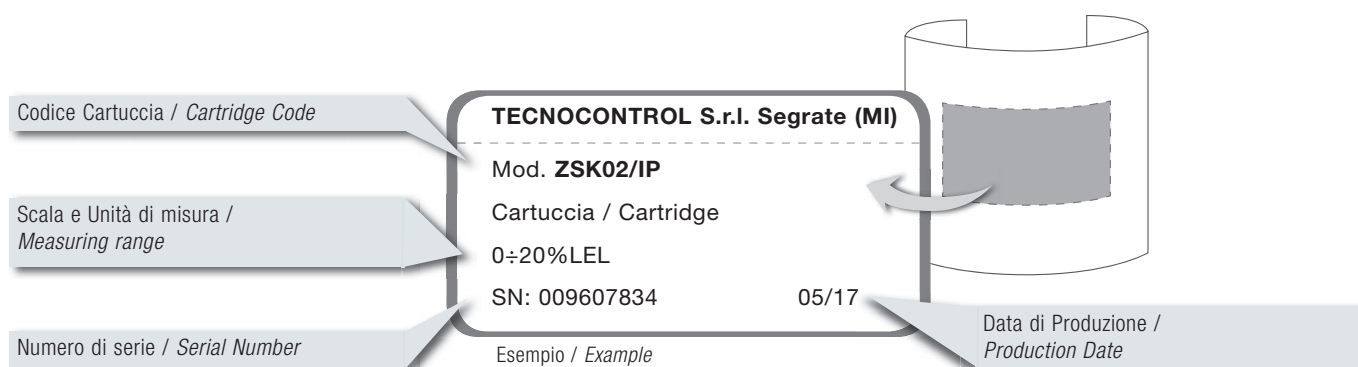 Codice Cartuccia / Cartridge Code
TECNOCONTROL S.r.l. Segrate (MI)
Mod. ZSK02/IP
Cartuccia / Cartridge
Scala e Unità di misura /
Measuring range
0÷20%LEL
SN: 009607834 05/17
Data di Produzione /
Production Date
Numero di serie / Serial Number
Esempio / Example